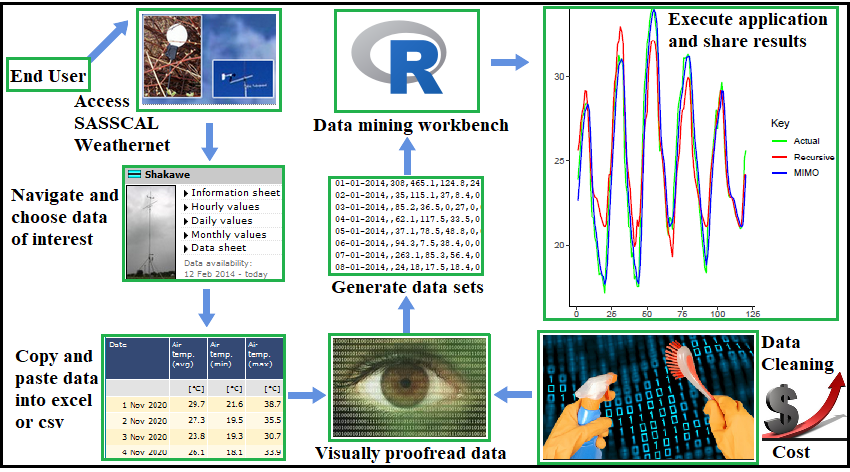 End User
Access
SASSCAL
Weathernet
Navigate and
choose data
of interest
Shakawe
Information sheet
Hourly values
Daily values
Monthly values
Data sheet
Data availability:
12 Feb 2014 - today
Copy and
paste data
into excel
or csv
Date Air temp. (avg) Air temp. (min) Air temp. (max)
[°C] [°C] [°C]
1 Nov 2020 29.7 21.6 38.7
2 Nov 2020 27.3 19.5 35.5
3 Nov 2020 23.8 19.3 30.7
4 Nov 2020 26.1 18.1 33.9
Visually proofread data
Data
Cleaning
$
Cost
01-01-2014,308,465.1,124.8,24
02-01-2014,,35,115.1,37,8.4,0
03-01-2014,,85.2,36.5,0,27,0,
04-01-2014,,62.1,117.5,33.5,0
05-01-2014,,37.1,78.5,48.8,0,
06-01-2014,,94.3,7.5,38.4,0,0
07-01-2014,,263.1,85.3,56.4,0
08-01-2014,,24,18,17.5,18.4,0
Generate data sets
R
Data mining workbench
Execute application
and share results
30
25
20
0 26 51 76 101 126
Key
Actual
Recursive
MIMO